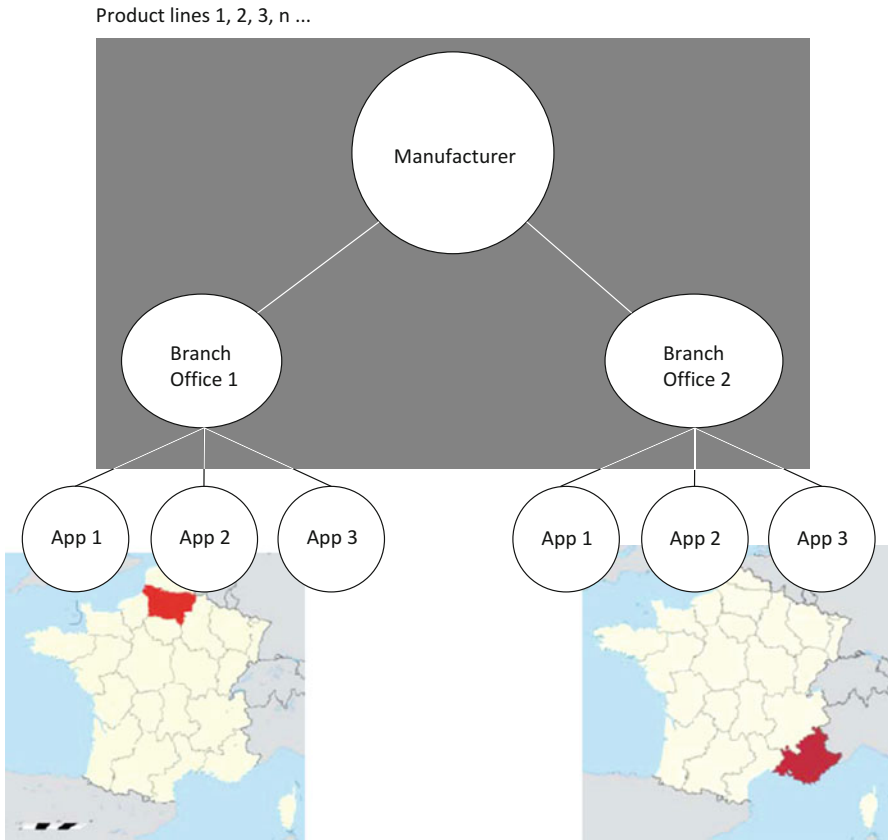 Product lines 1, 2, 3, n ...
Manufacturer
Branch
Office 1
Branch
Office 2
App 1
App 2
App 3
App 1
App 2
App 3